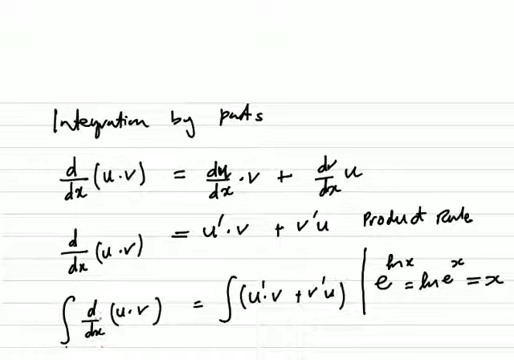 Integration by parts
d/dx (u·v) = du/dx · v + dv/dx u
d/dx (u·v) = u'·v + v'u Product Rule
∫ d/dx (u·v) = ∫(u'·v + v'u) | e^{ln x} = ln e^x = x